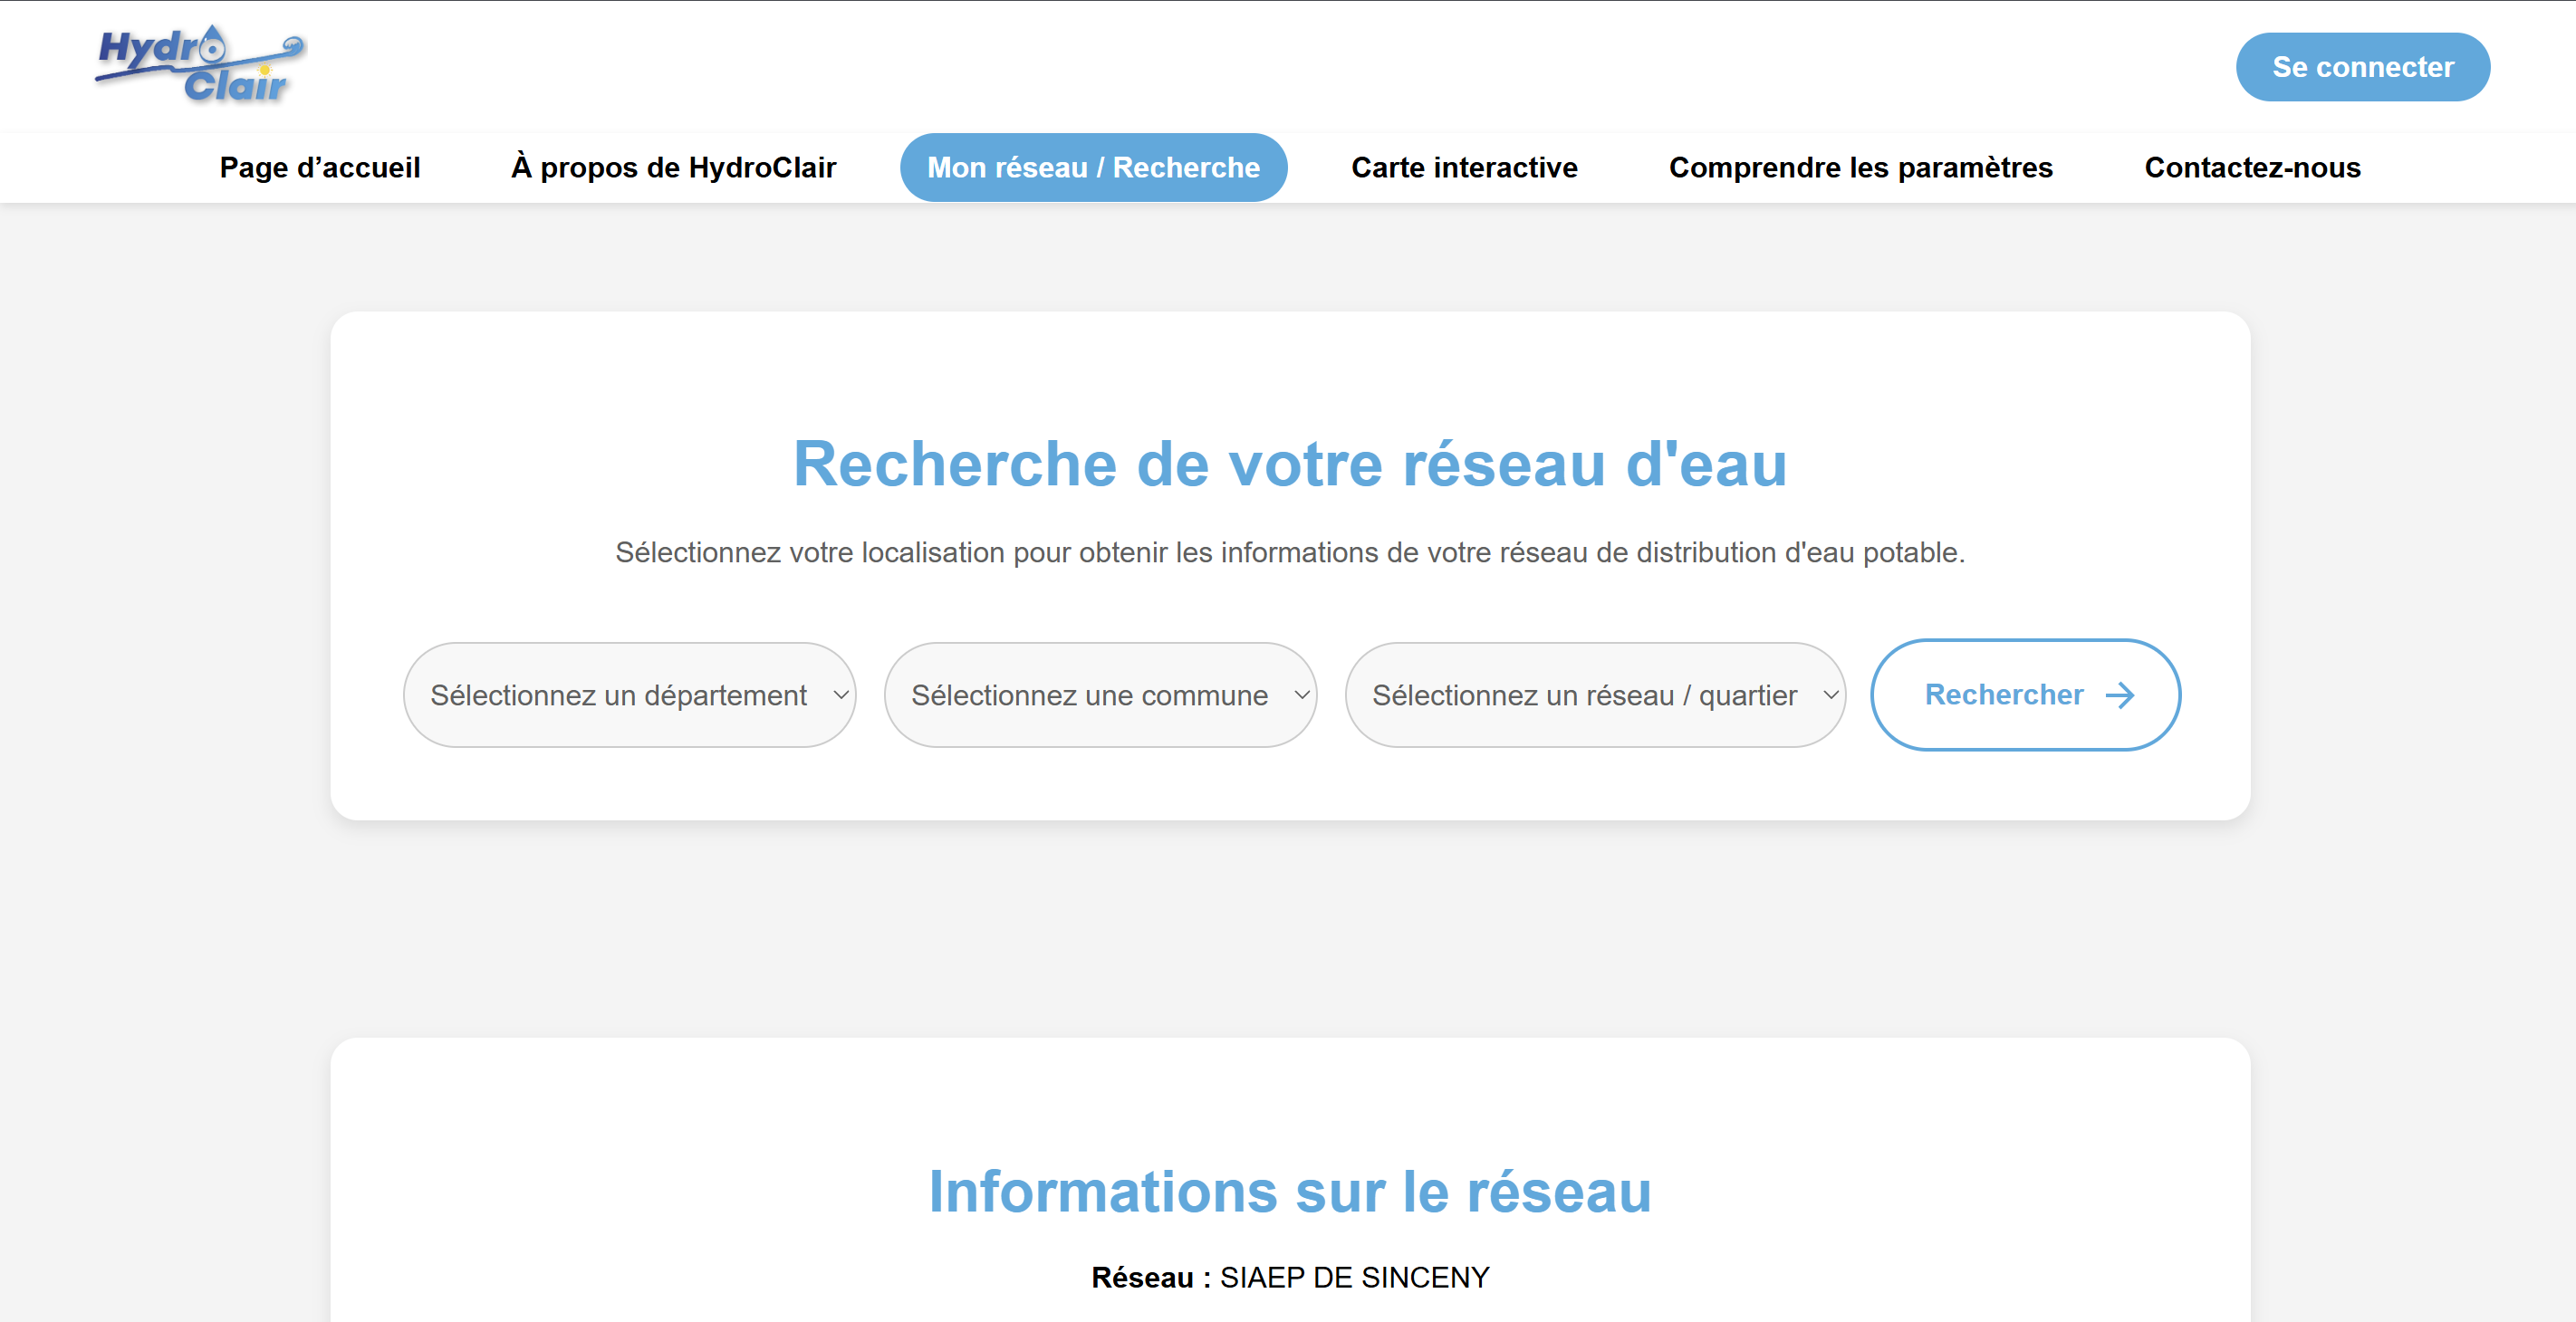 Hydro
Clair
Se connecter
Page d’accueil
À propos de HydroClair
Mon réseau / Recherche
Carte interactive
Comprendre les paramètres
Contactez-nous
Recherche de votre réseau d'eau
Sélectionnez votre localisation pour obtenir les informations de votre réseau de distribution d'eau potable.
Sélectionnez un département
Sélectionnez une commune
Sélectionnez un réseau / quartier
Rechercher
Informations sur le réseau
Réseau : SIAEP DE SINCENY